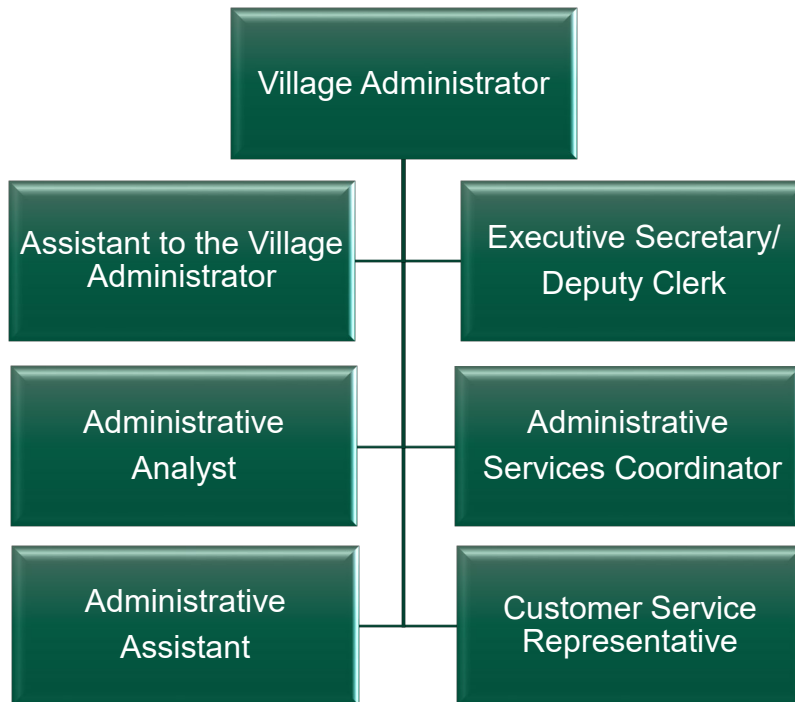 Village Administrator
Assistant to the Village
Administrator
Executive Secretary/
Deputy Clerk
Administrative
Analyst
Administrative
Services Coordinator
Administrative
Assistant
Customer Service
Representative